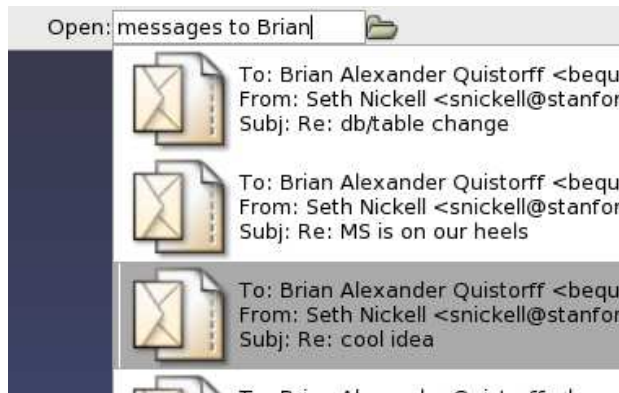 Open: messages to Brian
To: Brian Alexander Quistorff <bequ
From: Seth Nickell <snickell@stanfor
Subj: Re: db/table change
To: Brian Alexander Quistorff <bequ
From: Seth Nickell <snickell@stanfor
Subj: Re: MS is on our heels
To: Brian Alexander Quistorff <bequ
From: Seth Nickell <snickell@stanfor
Subj: Re: cool idea